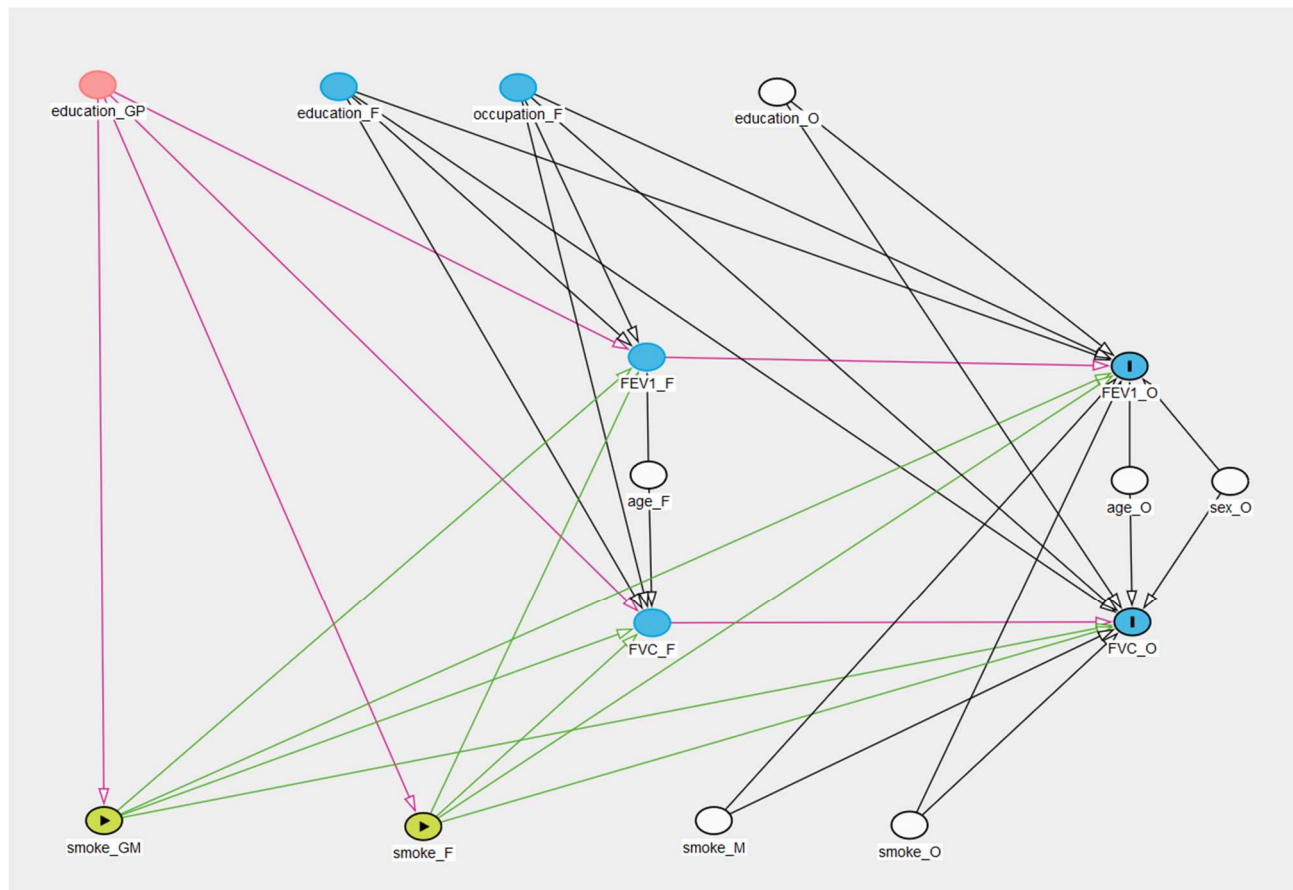 education_GP
education_F
occupation_F
education_O
FEV1_F
FEV1_O
age_F
age_O
sex_O
FVC_F
FVC_O
smoke_GM
smoke_F
smoke_M
smoke_O